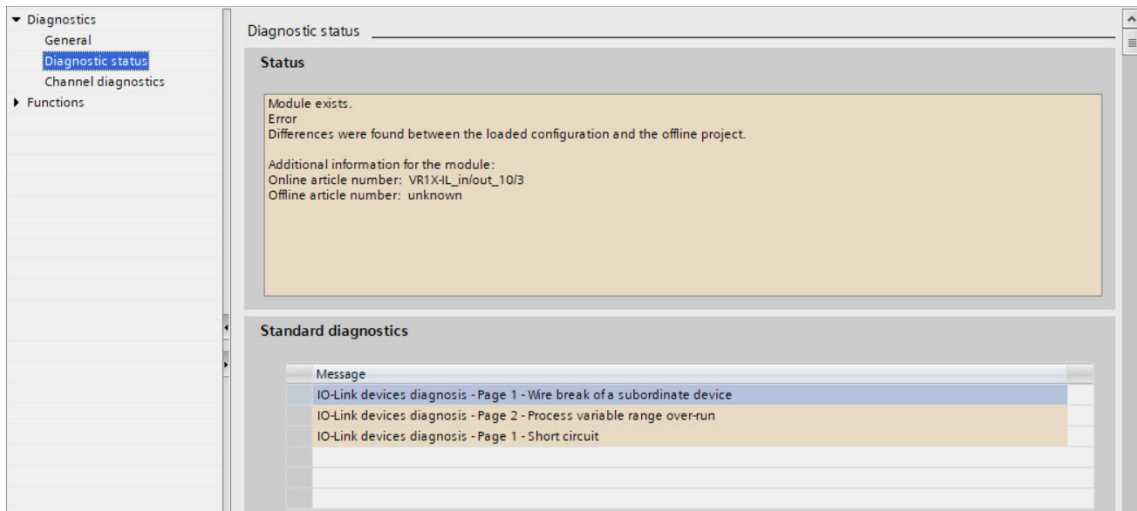 Diagnostics
General
Diagnostic status
Channel diagnostics
Functions
Diagnostic status
Status
Module exists.
Error
Differences were found between the loaded configuration and the offline project.
Additional information for the module:
Online article number: VR1X-IL_in/out_10/3
Offline article number: unknown
Standard diagnostics
Message
IO-Link devices diagnosis - Page 1 - Wire break of a subordinate device
IO-Link devices diagnosis - Page 2 - Process variable range over-run
IO-Link devices diagnosis - Page 1 - Short circuit